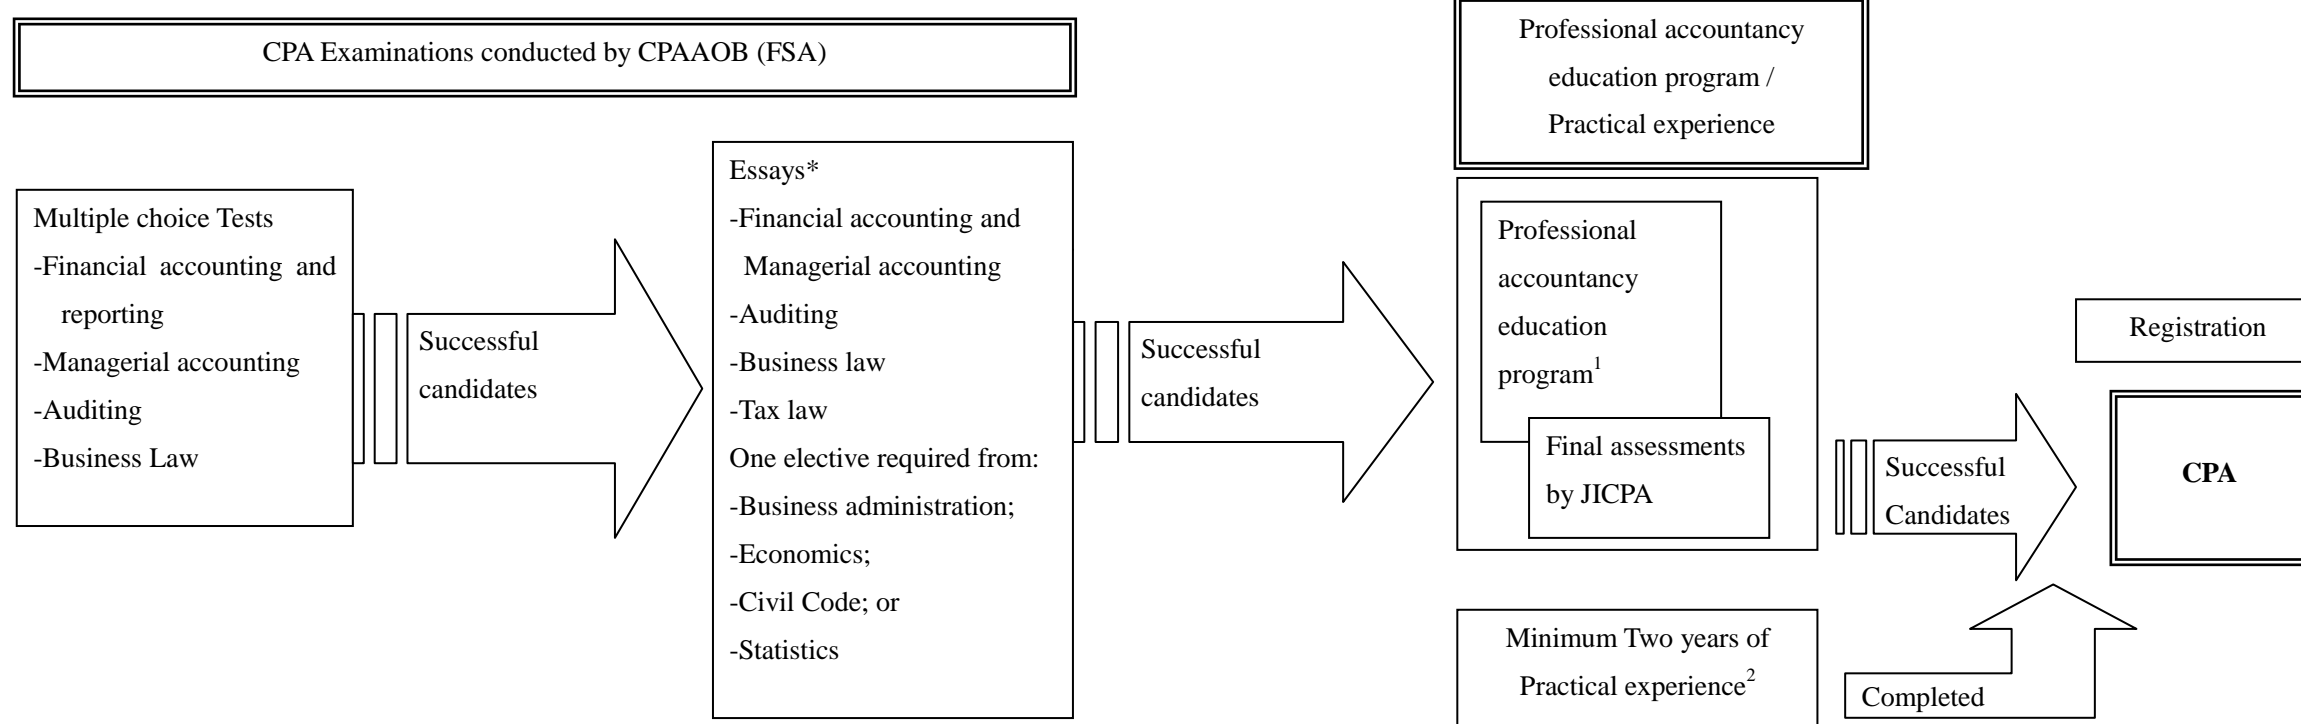 CPA Examinations conducted by CPAAOB (FSA)
Professional accountancy
education program /
Practical experience
Multiple choice Tests
-Financial accounting and
reporting
-Managerial accounting
-Auditing
-Business Law
Successful
candidates
Essays*
-Financial accounting and
Managerial accounting
-Auditing
-Business law
-Tax law
One elective required from:
-Business administration;
-Economics;
-Civil Code; or
-Statistics
Successful
candidates
Professional
accountancy
education
program¹
Final assessments
by JICPA
Minimum Two years of
Practical experience²
Successful
Candidates
Completed
Registration
CPA